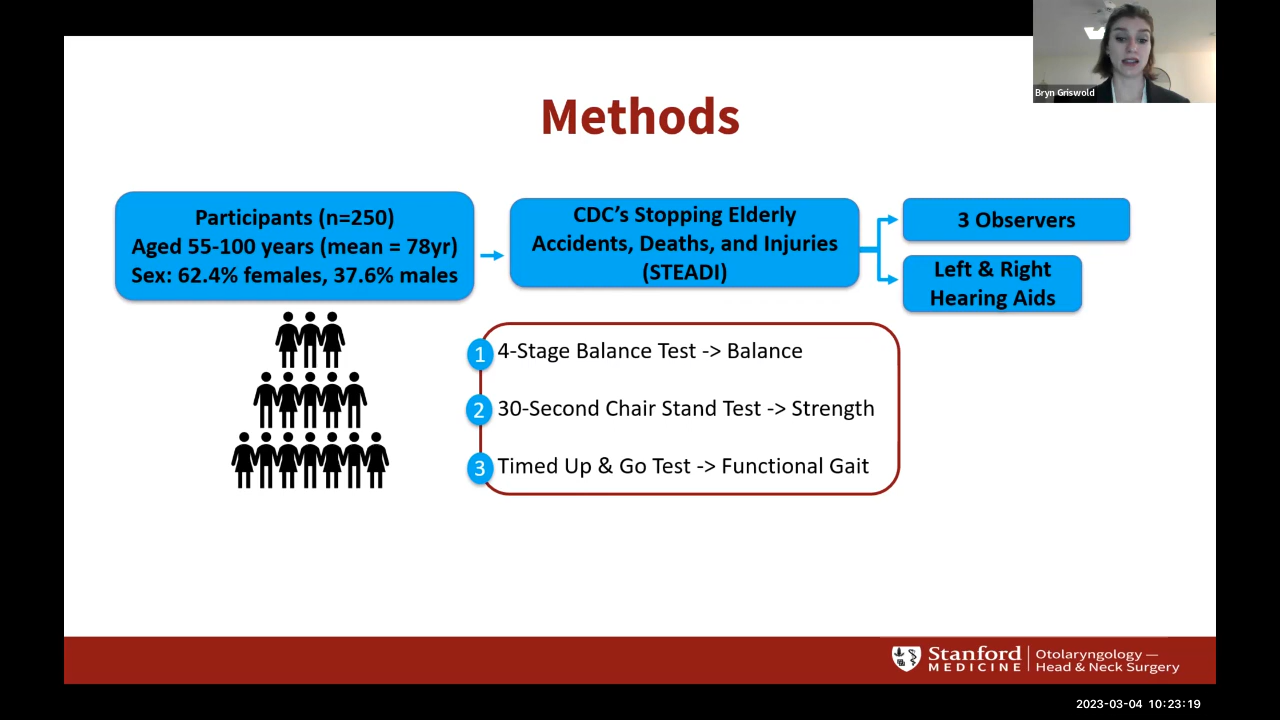 Bryn Griswold
Methods
Participants (n=250)
Aged 55-100 years (mean = 78yr)
Sex: 62.4% females, 37.6% males
CDC’s Stopping Elderly
Accidents, Deaths, and Injuries
(STEADI)
3 Observers
Left & Right
Hearing Aids
1 4-Stage Balance Test -> Balance
2 30-Second Chair Stand Test -> Strength
3 Timed Up & Go Test -> Functional Gait
Stanford
MEDICINE
Otolaryngology —
Head & Neck Surgery
2023-03-04 10:23:19